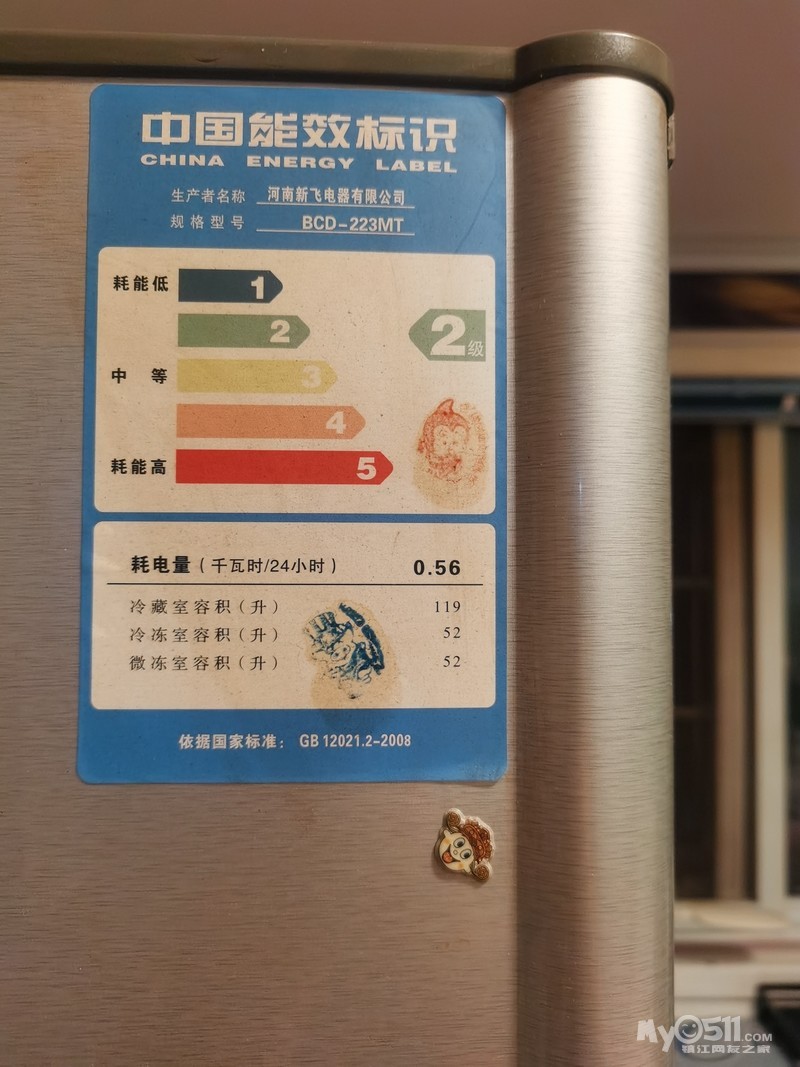 中国能效标识
CHINA ENERGY LABEL
生产者名称 河南新飞电器有限公司
规格型号 BCD-223MT
耗能低 1
2 2级
中等 3
4
耗能高 5
耗电量（千瓦时/24小时） 0.56
冷藏室容积（升） 119
冷冻室容积（升） 52
微冻室容积（升） 52
依据国家标准： GB 12021.2-2008
My0511.COM
镇江网友之家